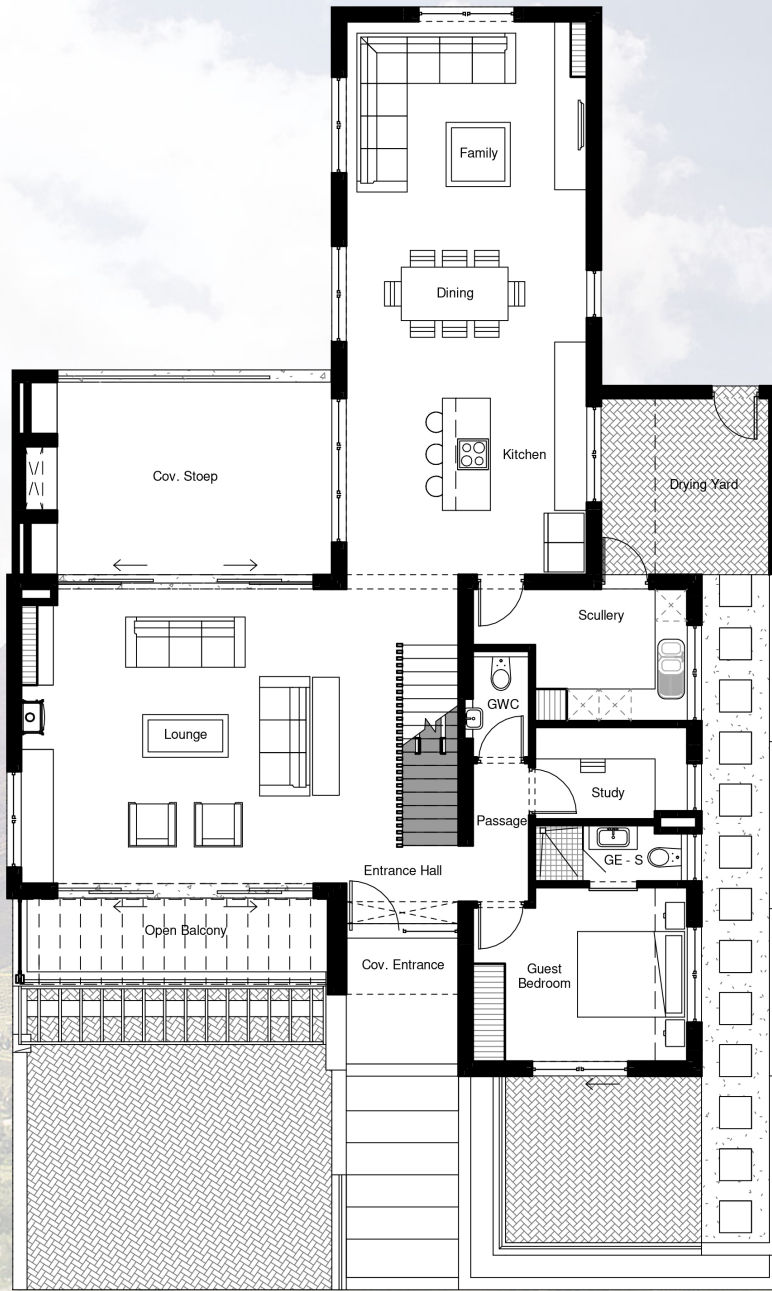 Family
Dining
Kitchen
Cov. Stoep
Drying Yard
Scullery
GWC
Lounge
Study
Passage
GE - S
Entrance Hall
Open Balcony
Cov. Entrance
Guest
Bedroom